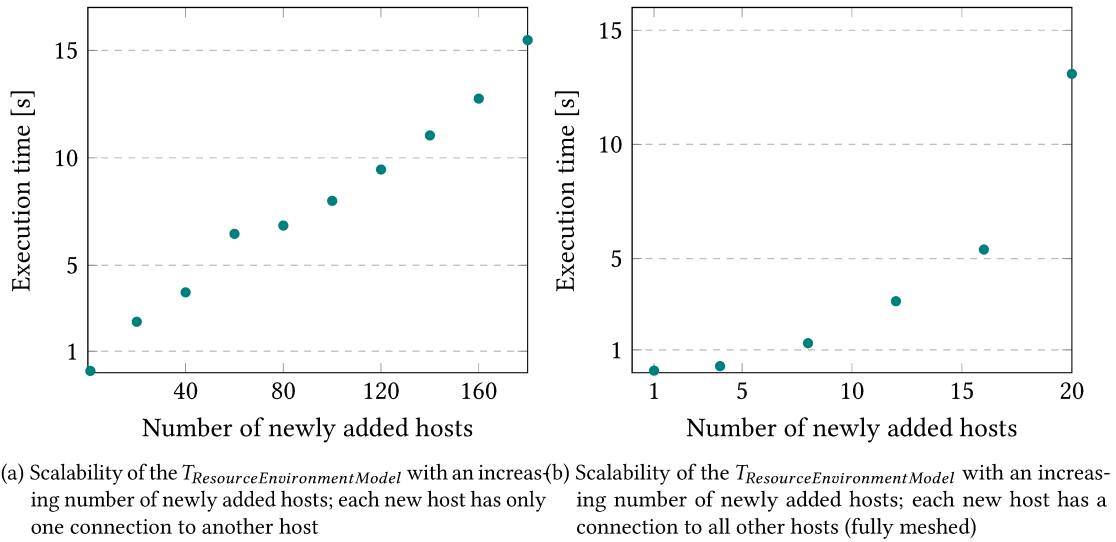 15
10
5
1
40
80
120
160
Execution time [s]
Number of newly added hosts
(a) Scalability of the T_ResourceEnvironmentModel with an increas-
ing number of newly added hosts; each new host has only
one connection to another host
15
10
5
1
1
5
10
15
20
Execution time [s]
Number of newly added hosts
(b) Scalability of the T_ResourceEnvironmentModel with an increas-
ing number of newly added hosts; each new host has a
connection to all other hosts (fully meshed)